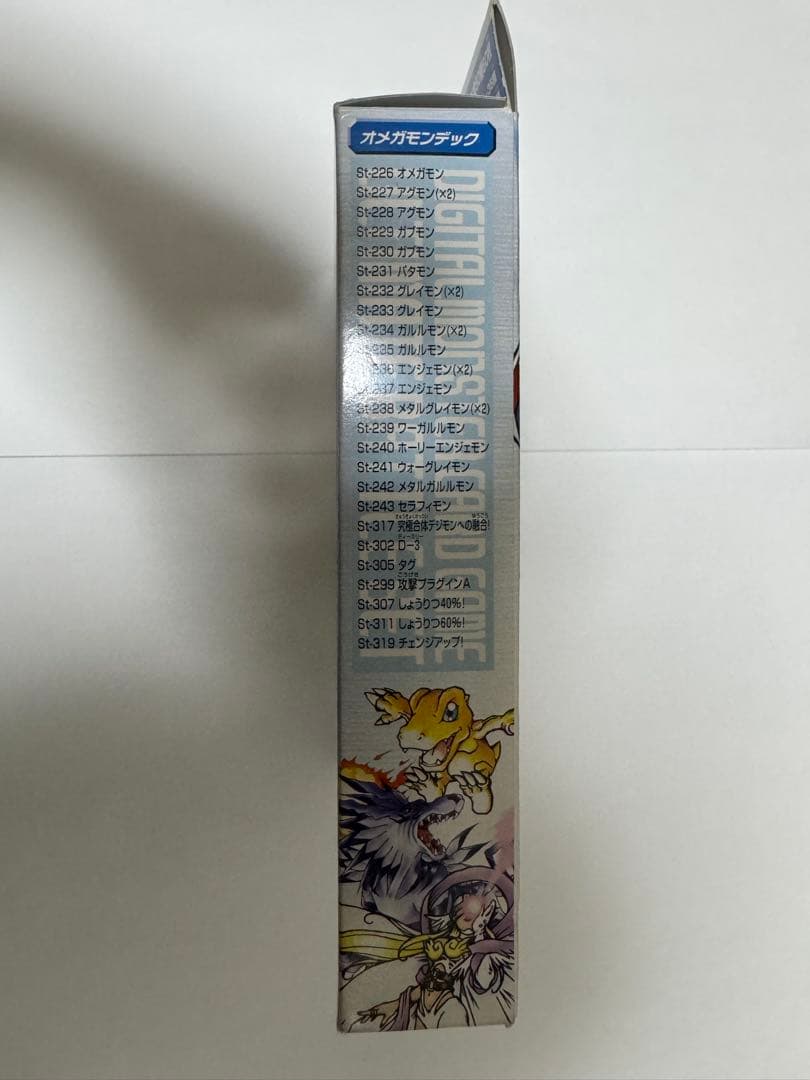 オメガモンデック
St-226 オメガモン
St-227 アグモン(×2)
St-228 アグモン
St-229 ガブモン
St-230 ガブモン
St-231 パタモン
St-232 グレイモン(×2)
St-233 グレイモン
St-234 ガルルモン(×2)
St-235 ガルルモン
St-236 エンジェモン(×2)
St-237 エンジェモン
St-238 メタルグレイモン(×2)
St-239 ワーガルルモン
St-240 ホーリーエンジェモン
St-241 ウォーグレイモン
St-242 メタルガルルモン
St-243 セラフィモン
St-317 究極合体デジモンへの融合!
St-302 D-3
St-305 タグ
St-299 攻撃プラグインA
St-307 しょうりつ40%!
St-311 しょうりつ60%!
St-319 チェンジアップ!